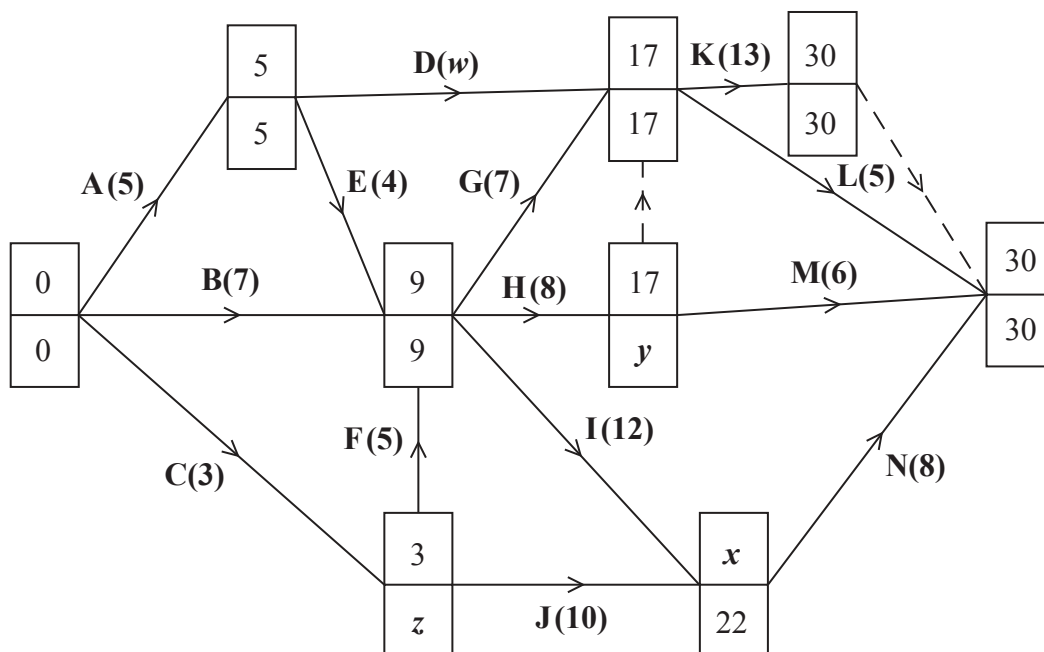 5
5
D(w)
17
17
K(13)
30
30
A(5)
E(4)
G(7)
L(5)
0
0
B(7)
9
9
H(8)
17
y
M(6)
30
30
F(5)
I(12)
C(3)
N(8)
3
z
J(10)
x
22